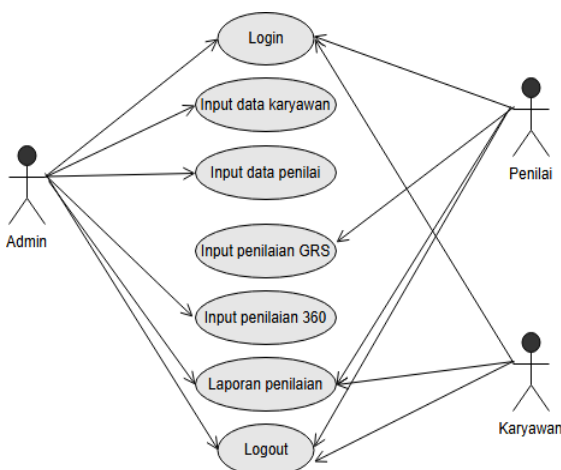 Login
Input data karyawan
Penilai
Input data penilai
Admin
Input penilaian GRS
Input penilaian 360
Laporan penilaian
Karyawan
Logout